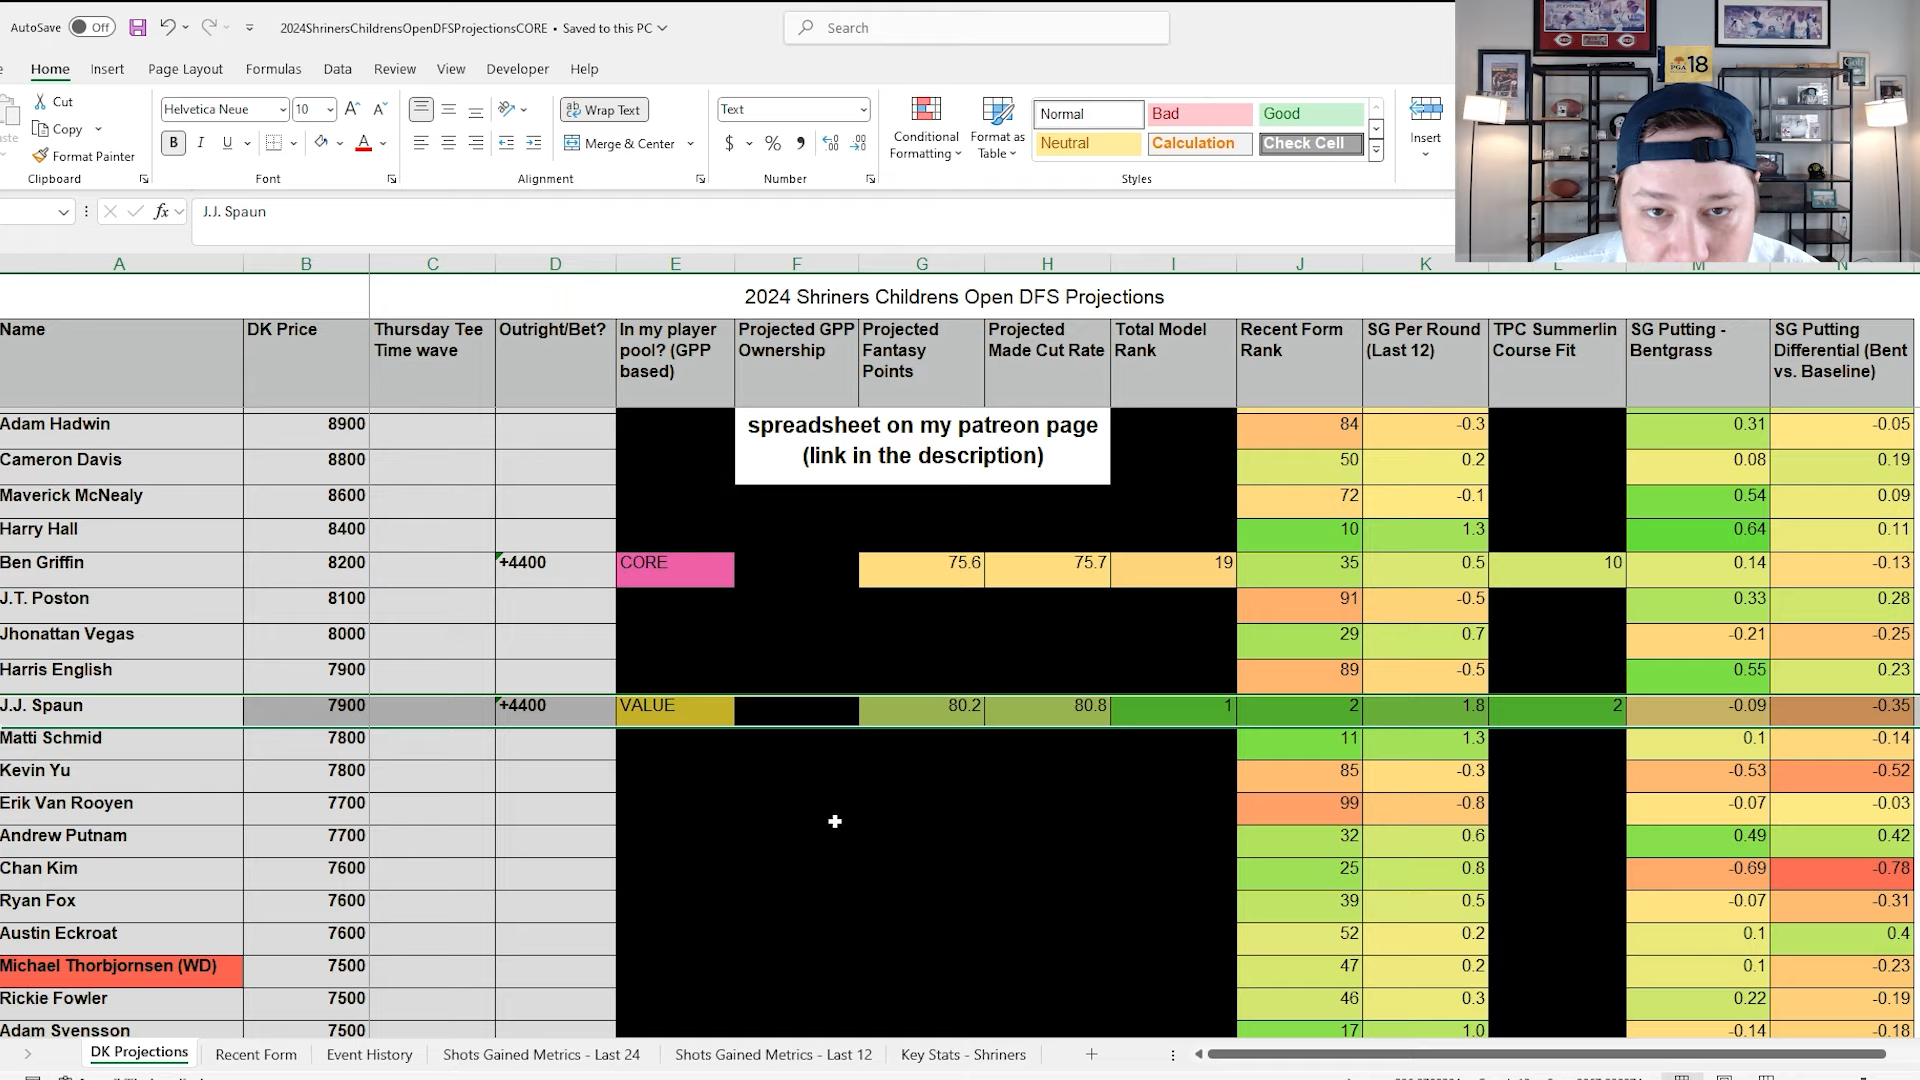 AutoSave Off 2024ShrinersChildrensOpenDFSProjectionsCORE • Saved to this PC Search
Home Insert Page Layout Formulas Data Review View Developer Help
Cut
Copy
Format Painter
Clipboard
Helvetica Neue 10
B I U A
Font
Wrap Text
Merge & Center
Alignment
Text
$ % 9
Number
Conditional Formatting
Format as Table
Normal Bad Good
Neutral Calculation Check Cell
Styles
Insert
PGA 18
fx J.J. Spaun
A B C D E F G H I J K L M N
2024 Shriners Childrens Open DFS Projections
Name DK Price Thursday Tee Time wave Outright/Bet? In my player pool? (GPP based) Projected GPP Ownership Projected Fantasy Points Projected Made Cut Rate Total Model Rank Recent Form Rank SG Per Round (Last 12) TPC Summerlin Course Fit SG Putting - Bentgrass SG Putting Differential (Bent vs. Baseline)
spreadsheet on my patreon page
(link in the description)
Adam Hadwin 8900 84 -0.3 0.31 -0.05
Cameron Davis 8800 50 0.2 0.08 0.19
Maverick McNealy 8600 72 -0.1 0.54 0.09
Harry Hall 8400 10 1.3 0.64 0.11
Ben Griffin 8200 +4400 CORE 75.6 75.7 19 35 0.5 10 0.14 -0.13
J.T. Poston 8100 91 -0.5 0.33 0.28
Jhonattan Vegas 8000 29 0.7 -0.21 -0.25
Harris English 7900 89 -0.5 0.55 0.23
J.J. Spaun 7900 +4400 VALUE 80.2 80.8 1 2 1.8 2 -0.09 -0.35
Matti Schmid 7800 11 1.3 0.1 -0.14
Kevin Yu 7800 85 -0.3 -0.53 -0.52
Erik Van Rooyen 7700 99 -0.8 -0.07 -0.03
Andrew Putnam 7700 32 0.6 0.49 0.42
Chan Kim 7600 25 0.8 -0.69 -0.78
Ryan Fox 7600 39 0.5 -0.07 -0.31
Austin Eckroat 7600 52 0.2 0.1 0.4
Michael Thorbjornsen (WD) 7500 47 0.2 0.1 -0.23
Rickie Fowler 7500 46 0.3 0.22 -0.19
Adam Svensson 7500 17 1.0 -0.14 -0.18
DK Projections Recent Form Event History Shots Gained Metrics - Last 24 Shots Gained Metrics - Last 12 Key Stats - Shriners